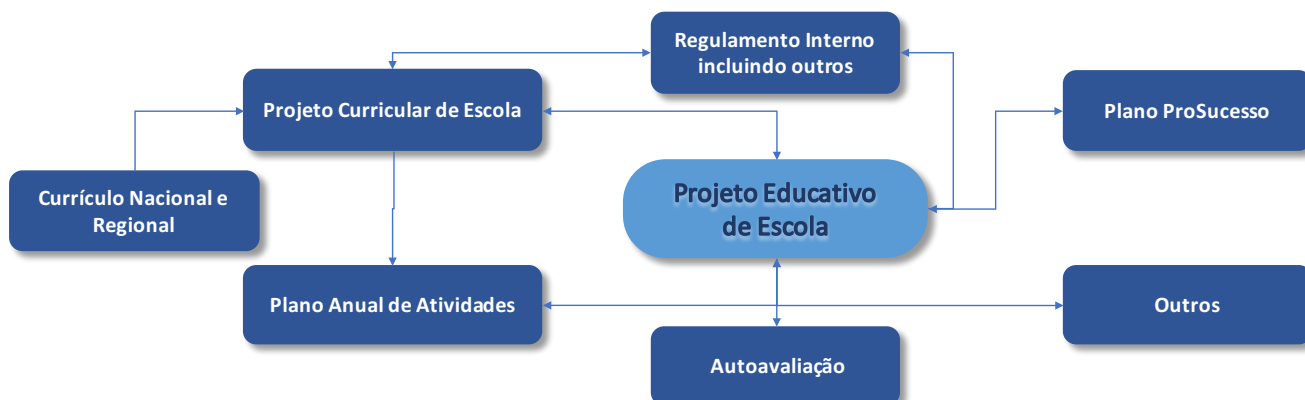 Regulamento Interno
incluindo outros
Projeto Curricular de Escola
Plano ProSucesso
Currículo Nacional e
Regional
Projeto Educativo
de Escola
Plano Anual de Atividades
Outros
Autoavaliação